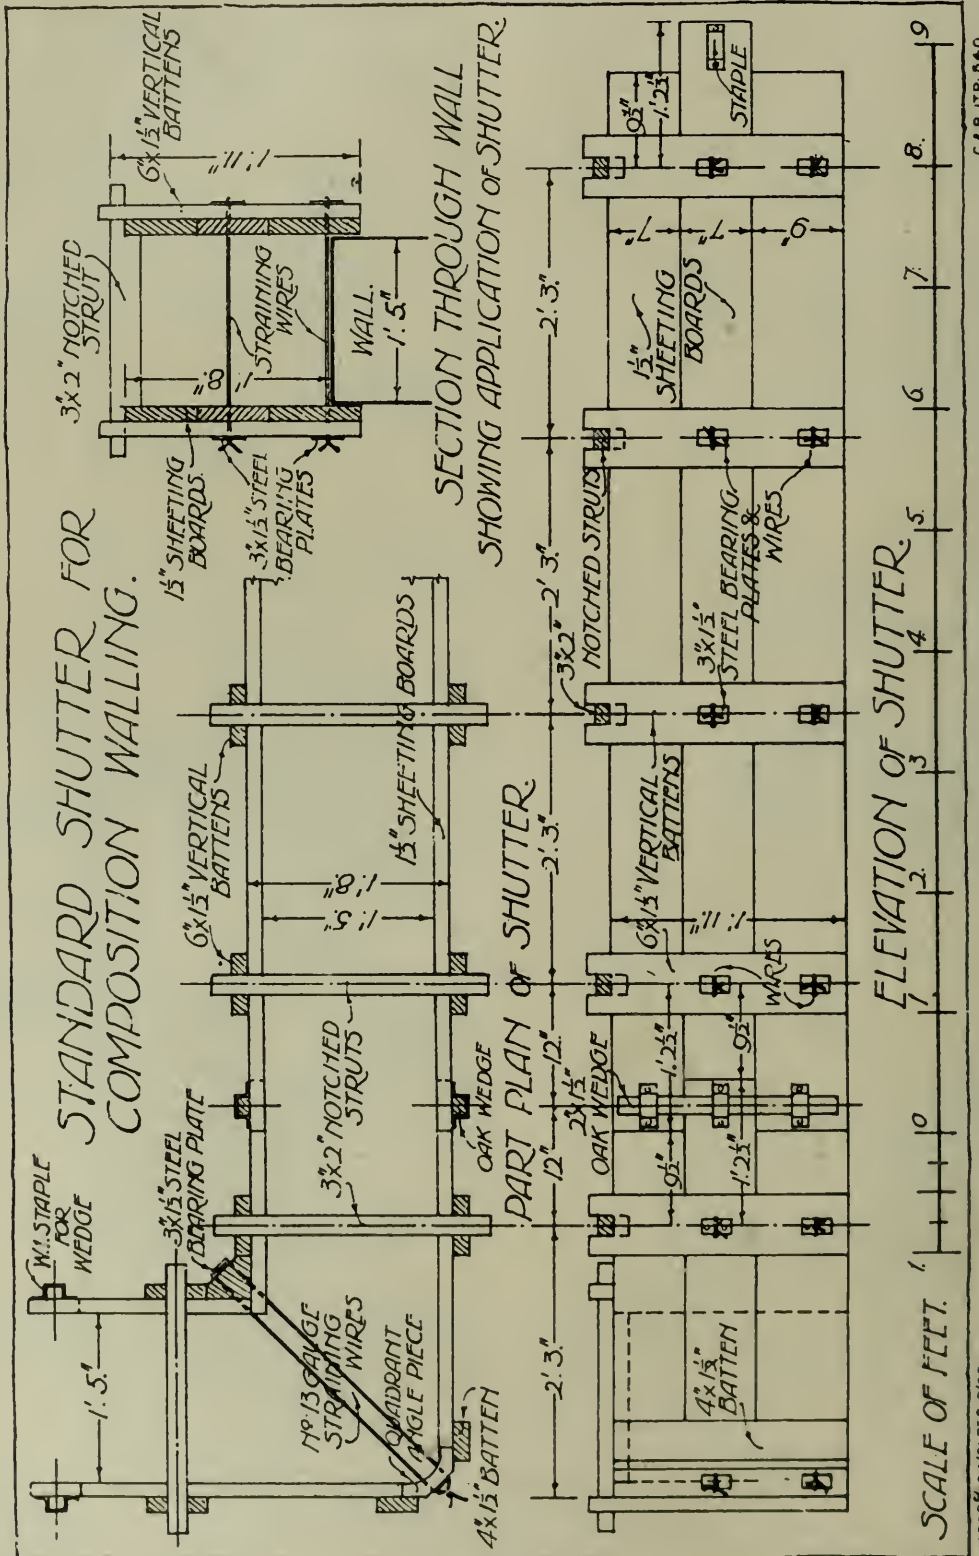 STANDARD SHUTTER FOR
COMPOSITION WALLING.
W.I. STAPLE
FOR
WEDGE
3x1½" STEEL
BEARING PLATE
1'. 5."
Nº 13 GAUGE
STRAINING
WIRES
QUADRANT
ANGLE PIECE
4x1½" BATTEN
3"x2" NOTCHED
STRUTS
OAK WEDGE
6"x1½" VERTICAL
BATTENS
1'. 8."
1'. 5."
1½" SHEETING BOARDS
PART PLAN OF SHUTTER.
3"x2" NOTCHED
STRUT
6"x1½" VERTICAL
BATTENS
1'. 11."
1'. 8."
STRAINING
WIRES
WALL.
1'. 5."
1½" SHEETING
BOARDS.
3"x1½" STEEL
BEARING
PLATES
SECTION THROUGH WALL
SHOWING APPLICATION OF SHUTTER.
2'. 3."
12"
12"
2'. 3."
2'. 3."
2'. 3."
9½"
1'. 2½"
OAK WEDGE
2"x1½"
3"x2"
NOTCHED STRUTS
9½"
1'. 2½"
1'. 2½"
9½"
WIRES
6"x1½" VERTICAL
BATTENS
1'. 11."
3"x1½"
STEEL BEARING
PLATES &
WIRES
1½"
SHEETING
BOARDS
7"
7"
9"
STAPLE
4"x1½"
BATTEN
ELEVATION OF SHUTTER.
SCALE OF FEET.
1. 0 1 2. 3 4 5. 6. 7. 8. 9